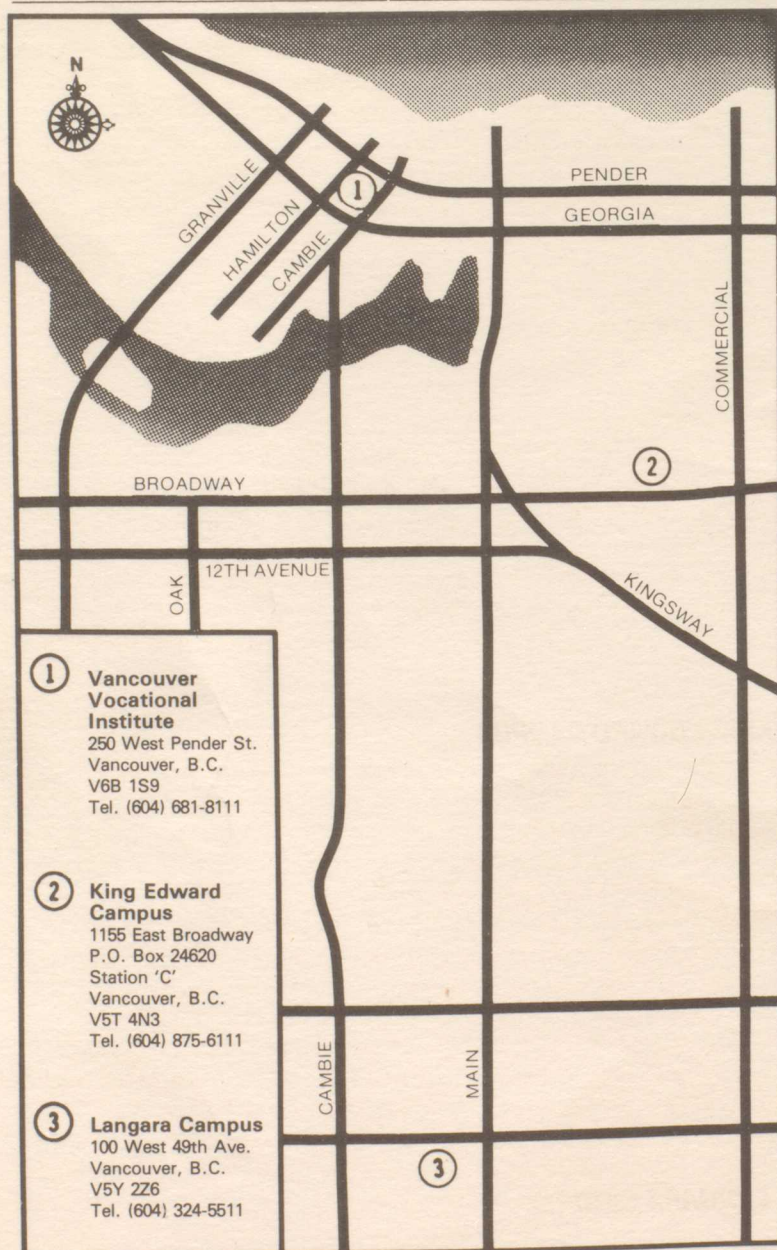 N
GRANVILLE
HAMILTON
CAMBIE
1
PENDER
GEORGIA
COMMERCIAL
2
BROADWAY
12TH AVENUE
OAK
KINGSWAY
1
Vancouver
Vocational
Institute
250 West Pender St.
Vancouver, B.C.
V6B 1S9
Tel. (604) 681-8111
2
King Edward
Campus
1155 East Broadway
P.O. Box 24620
Station 'C'
Vancouver, B.C.
V5T 4N3
Tel. (604) 875-6111
3
Langara Campus
100 West 49th Ave.
Vancouver, B.C.
V5Y 2Z6
Tel. (604) 324-5511
CAMBIE
MAIN
3